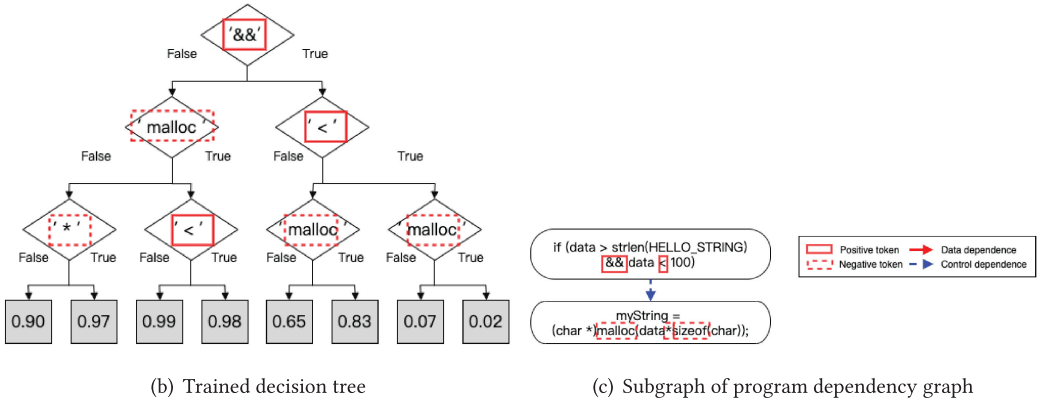 '&&'
False True
'malloc' '<'
False True False True
'*' '<' 'malloc' 'malloc'
False True False True False True False True
0.90 0.97 0.99 0.98 0.65 0.83 0.07 0.02
(b) Trained decision tree
if (data > strlen(HELLO_STRING)
&& data < 100)
myString =
(char *)malloc(data*sizeof(char));
(c) Subgraph of program dependency graph
Positive token Data dependence
Negative token Control dependence